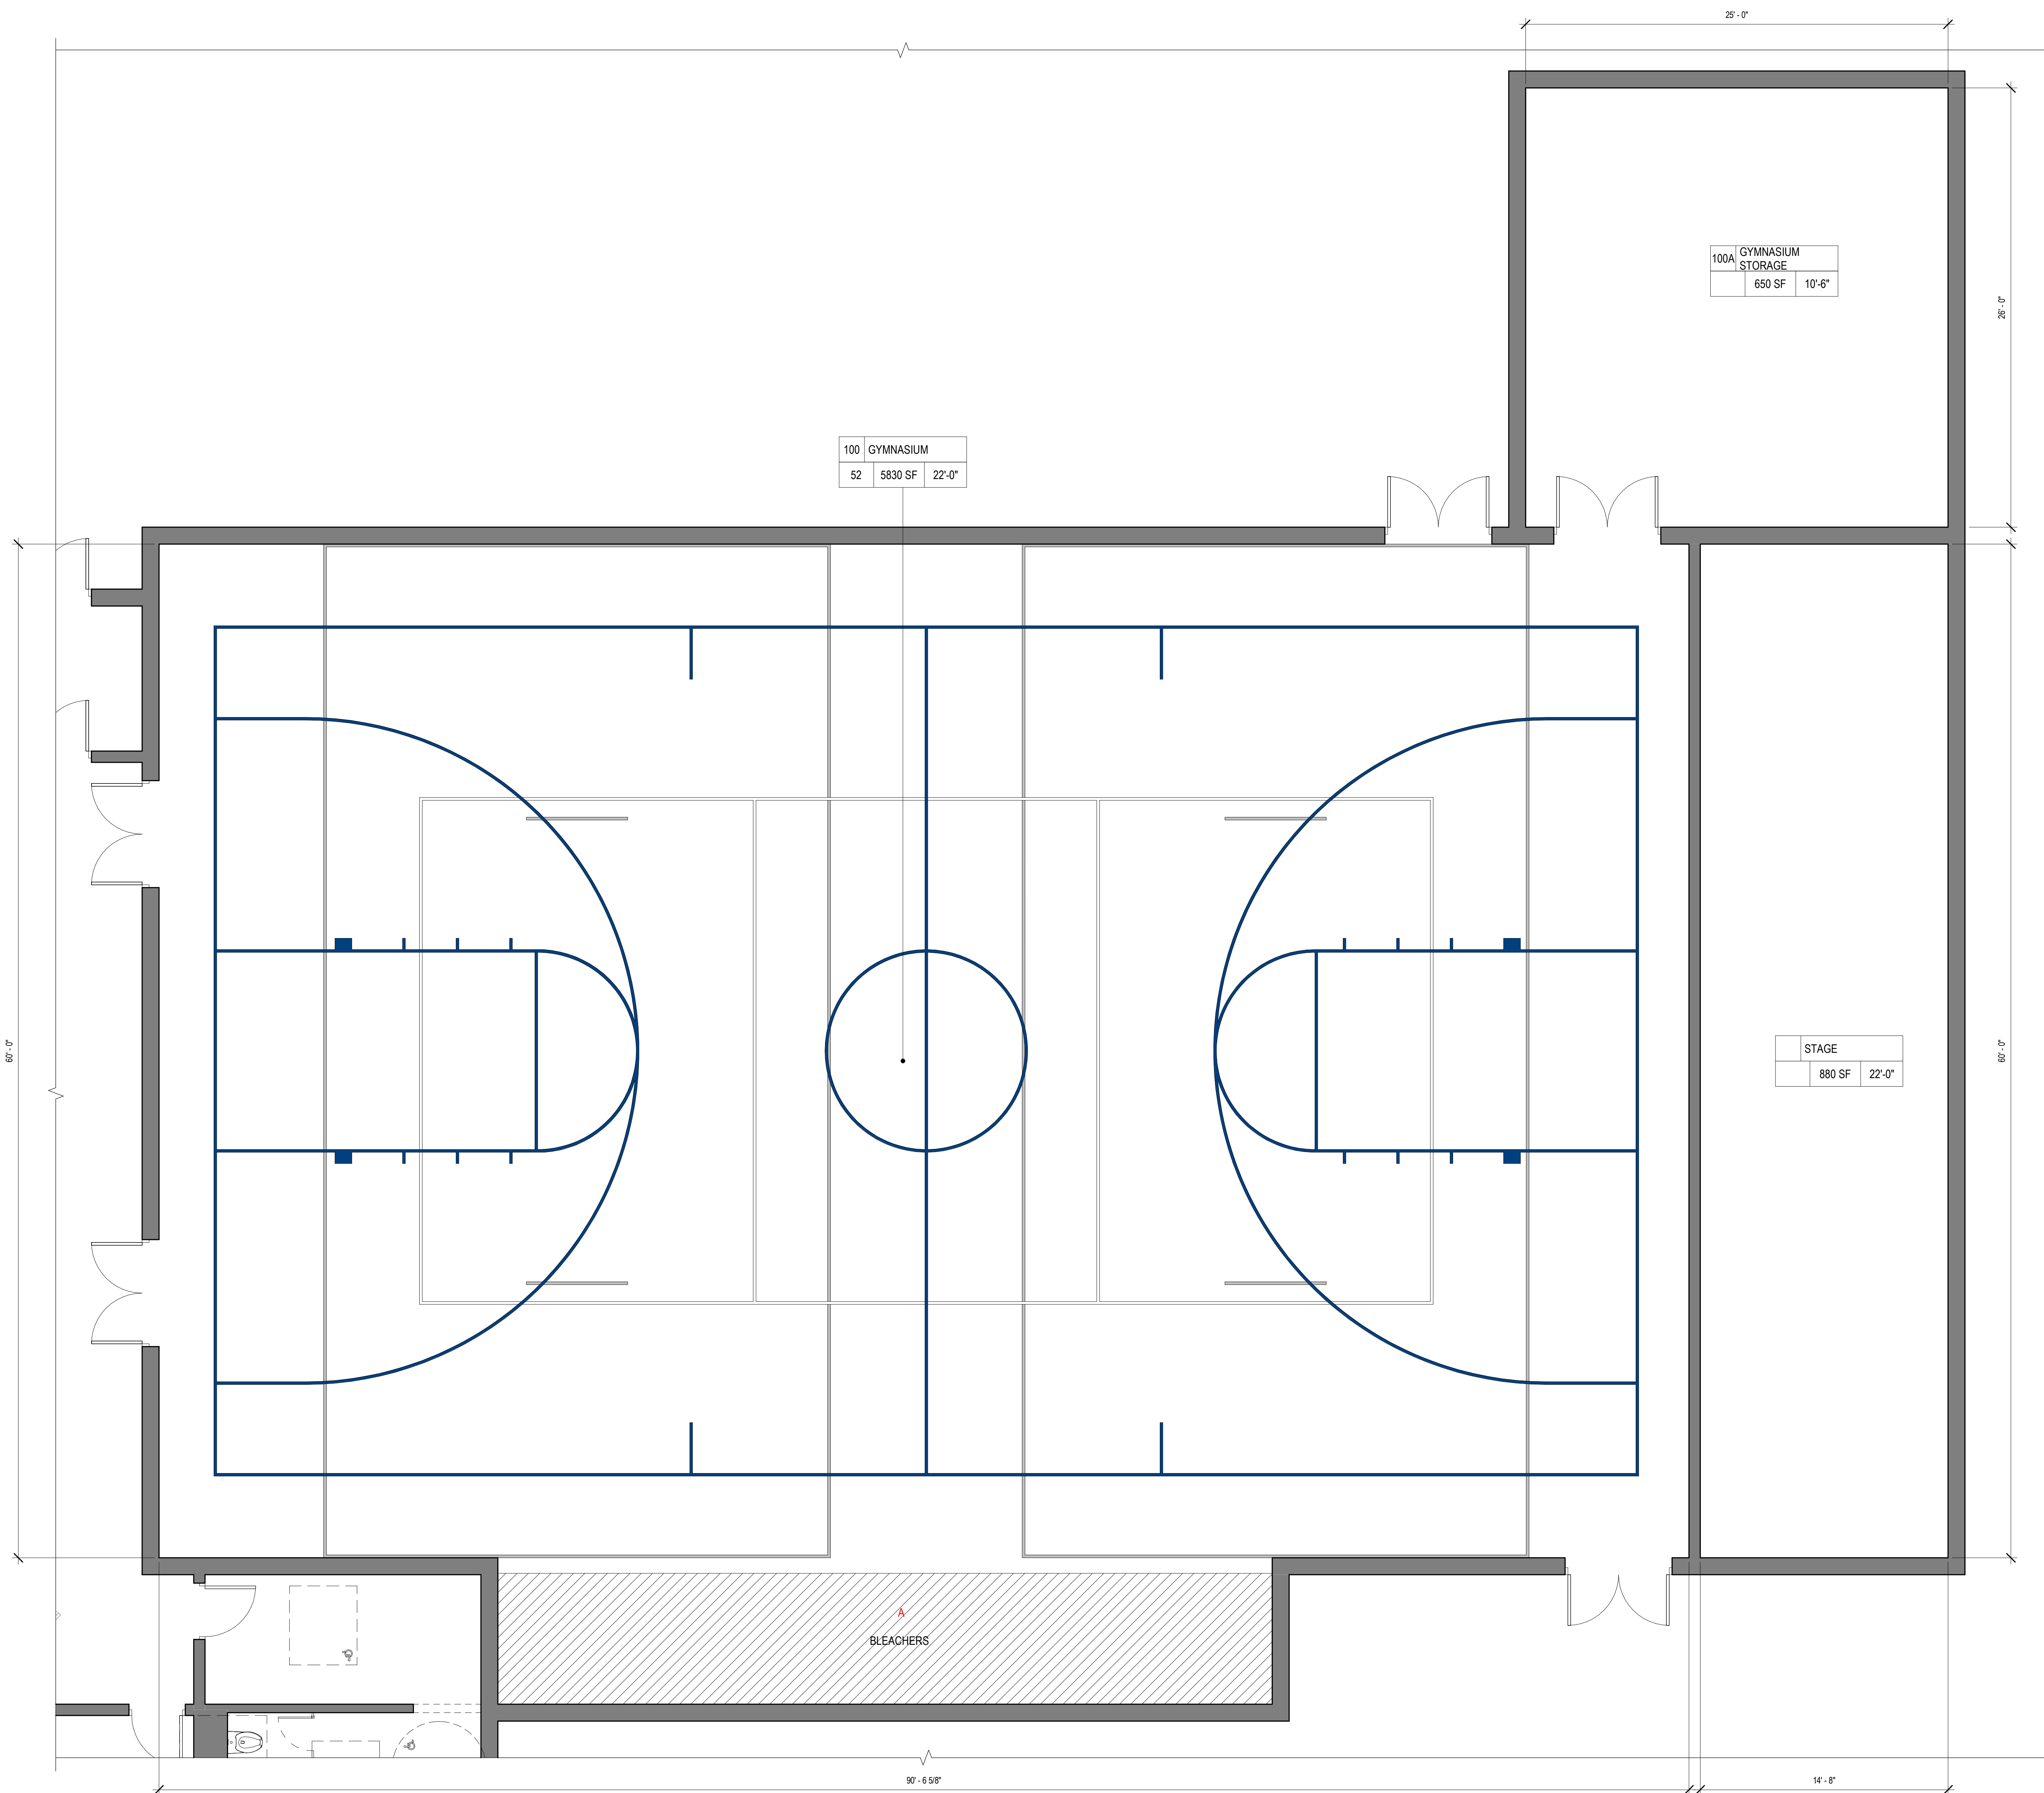 25' - 0"
100A
GYMNASIUM
STORAGE
650 SF
10'-6"
26' - 0"
100
GYMNASIUM
52
5830 SF
22'-0"
60' - 0"
60' - 0"
STAGE
880 SF
22'-0"
A
BLEACHERS
90' - 6 5/8"
14' - 8"